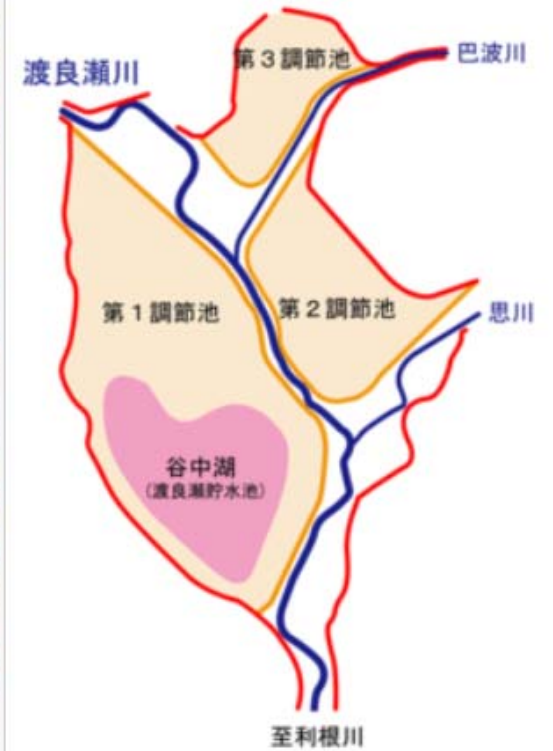 第3調節池
巴波川
渡良瀬川
第1調節池
第2調節池
思川
谷中湖
（渡良瀬貯水池）
至利根川